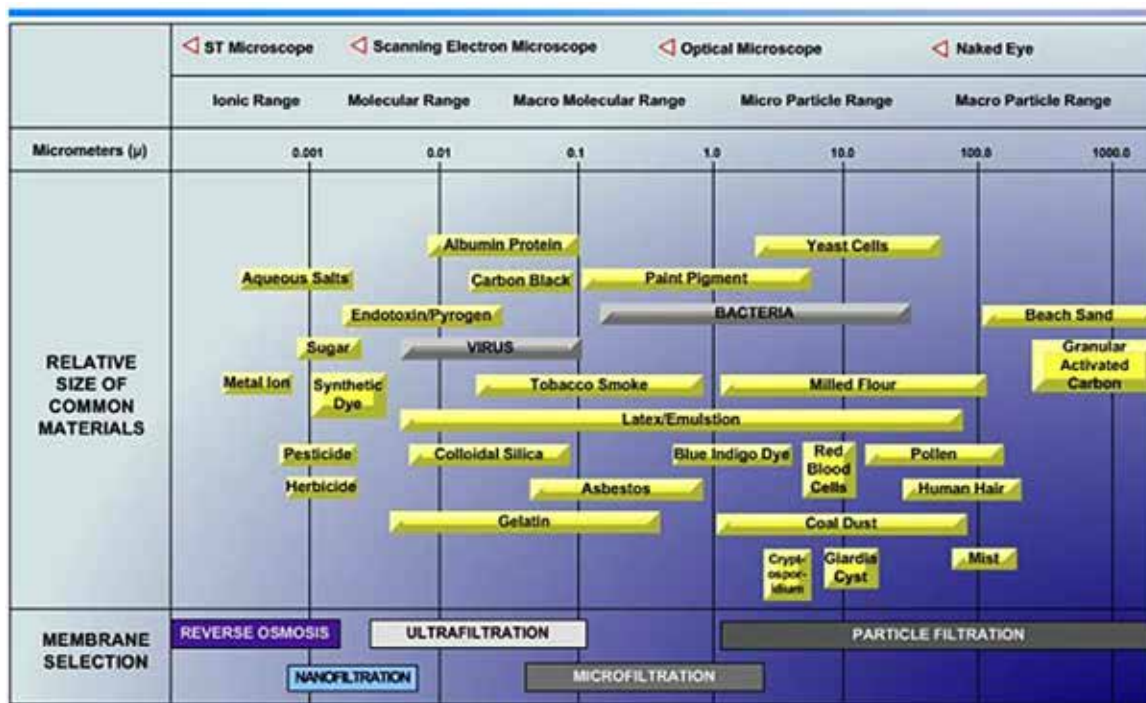 ST Microscope
Scanning Electron Microscope
Optical Microscope
Naked Eye
Ionic Range
Molecular Range
Macro Molecular Range
Micro Particle Range
Macro Particle Range
Micrometers (μ)
0.001
0.01
0.1
1.0
10.0
100.0
1000.0
RELATIVE
SIZE OF
COMMON
MATERIALS
Albumin Protein
Yeast Cells
Aqueous Salts
Carbon Black
Paint Pigment
Endotoxin/Pyrogen
BACTERIA
Beach Sand
Sugar
VIRUS
Granular
Activated
Carbon
Metal Ion
Synthetic
Dye
Tobacco Smoke
Milled Flour
Latex/Emulstion
Pesticide
Colloidal Silica
Blue Indigo Dye
Red
Blood
Cells
Pollen
Herbicide
Asbestos
Human Hair
Gelatin
Coal Dust
Crypt-
ospor-
idium
Giardia
Cyst
Mist
MEMBRANE
SELECTION
REVERSE OSMOSIS
ULTRAFILTRATION
PARTICLE FILTRATION
NANOFILTRATION
MICROFILTRATION